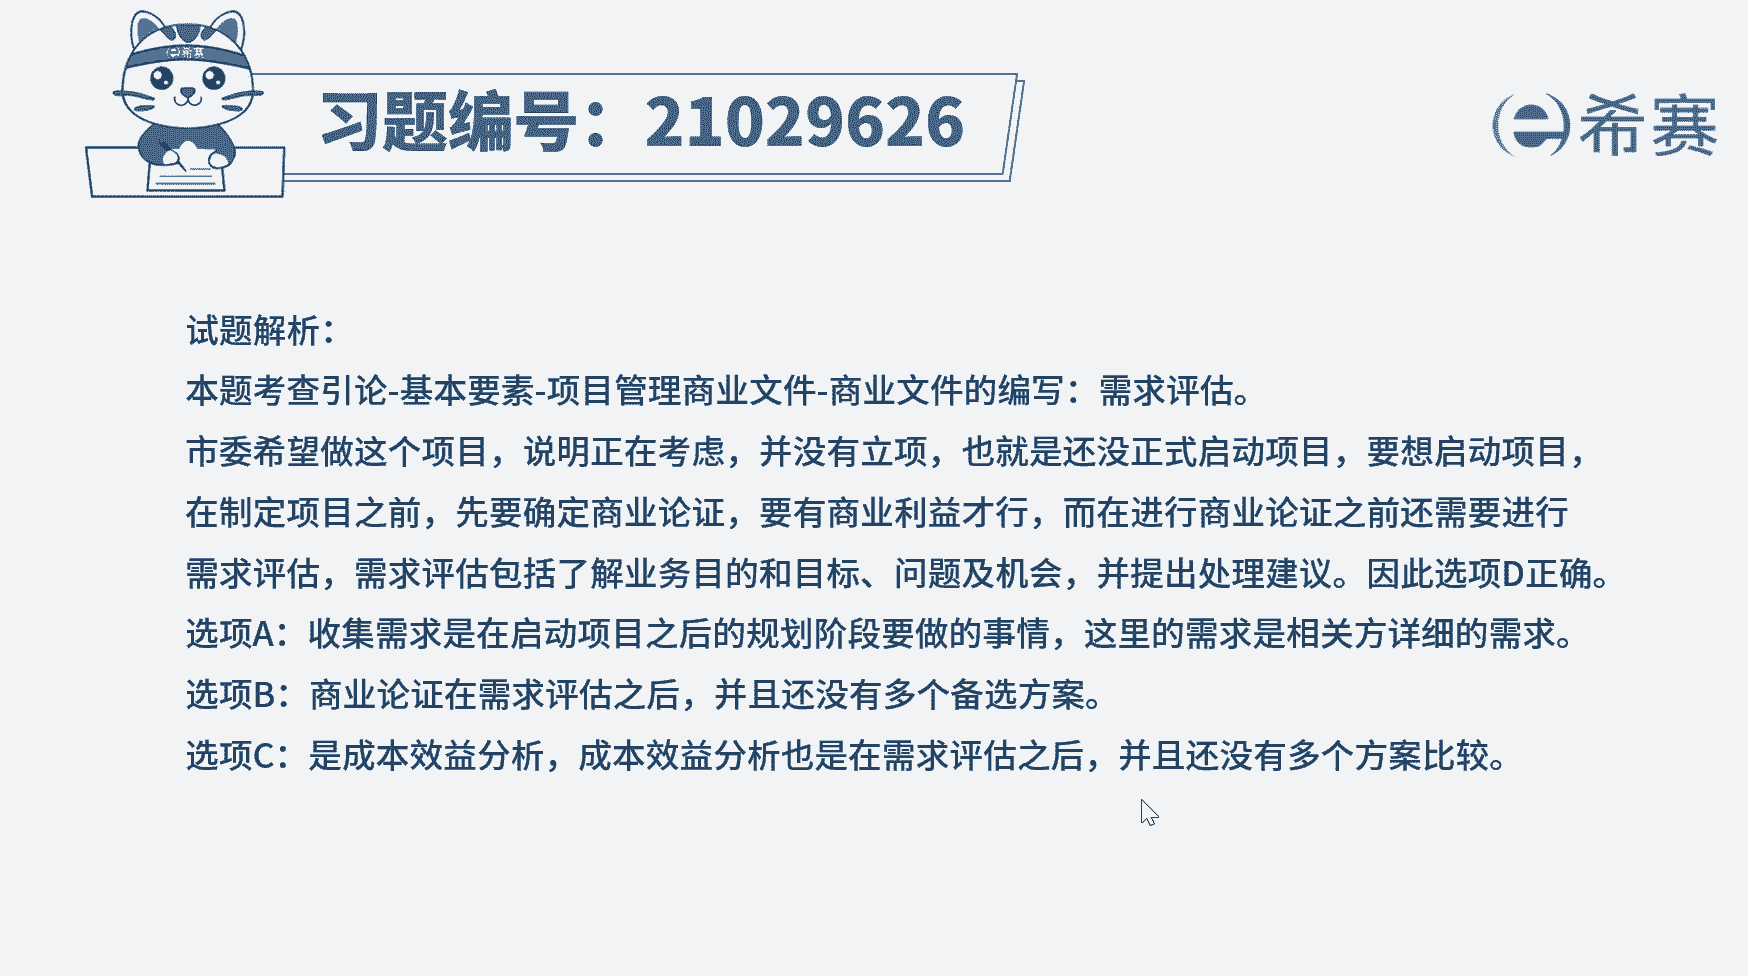 希赛
习题编号：21029626
希赛
试题解析：
本题考查引论-基本要素-项目管理商业文件-商业文件的编写：需求评估。
市委希望做这个项目，说明正在考虑，并没有立项，也就是还没正式启动项目，要想启动项目，
在制定项目之前，先要确定商业论证，要有商业利益才行，而在进行商业论证之前还需要进行
需求评估，需求评估包括了解业务目的和目标、问题及机会，并提出处理建议。因此选项D正确。
选项A：收集需求是在启动项目之后的规划阶段要做的事情，这里的需求是相关方详细的需求。
选项B：商业论证在需求评估之后，并且还没有多个备选方案。
选项C：是成本效益分析，成本效益分析也是在需求评估之后，并且还没有多个方案比较。